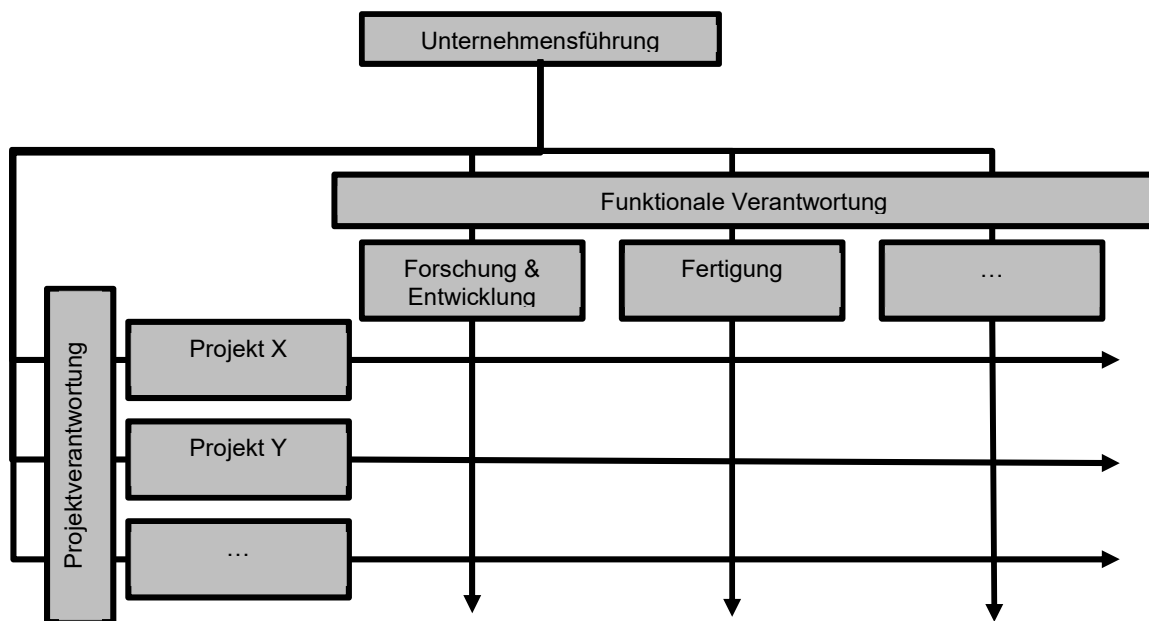 Unternehmensführung
Funktionale Verantwortung
Forschung &
Entwicklung
Fertigung
…
Projektverantwortung
Projekt X
Projekt Y
…